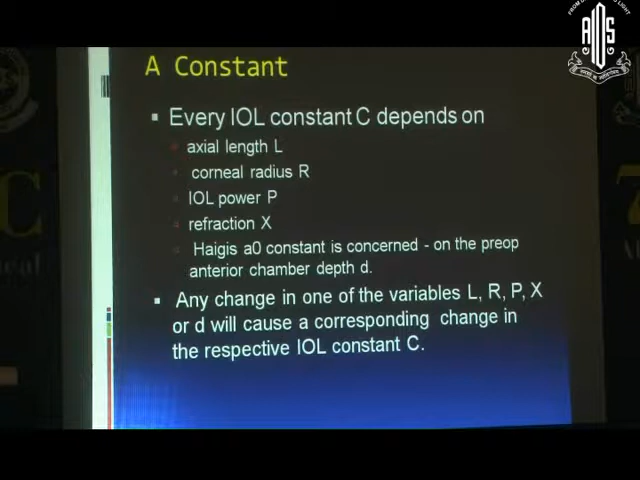 A Constant
Every IOL constant C depends on
axial length L
corneal radius R
IOL power P
refraction X
Haigis a0 constant is concerned - on the preop
anterior chamber depth d.
Any change in one of the variables L, R, P, X
or d will cause a corresponding change in
the respective IOL constant C.